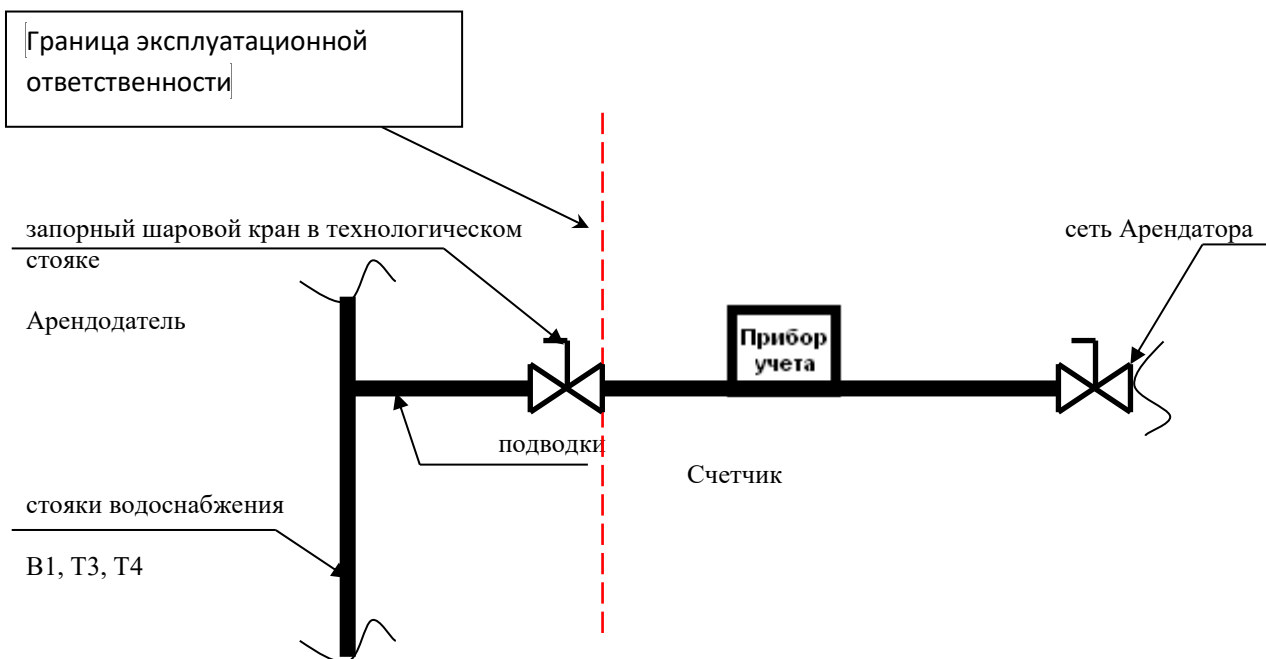 Граница эксплуатационной
ответственности
запорный шаровой кран в технологическом
стояке
сеть Арендатора
Арендодатель
Прибор
учета
подводки
Счетчик
стояки водоснабжения
В1, Т3, Т4